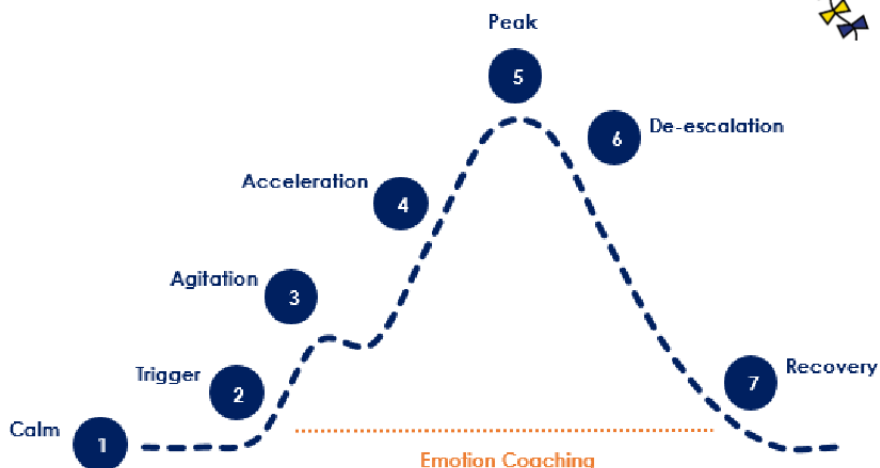 Peak
5
6 De-escalation
Acceleration 4
Agitation 3
Trigger 2
7 Recovery
Calm 1
Emotion Coaching